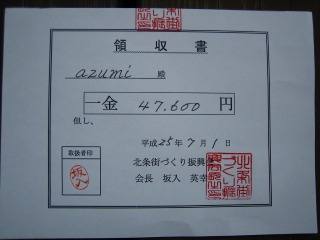 領収書
azumi 殿
一金 47.600 円
但し、
平成25年7月1日
取扱者印
坂入
北条街づくり振興会
会長 坂入 英幸